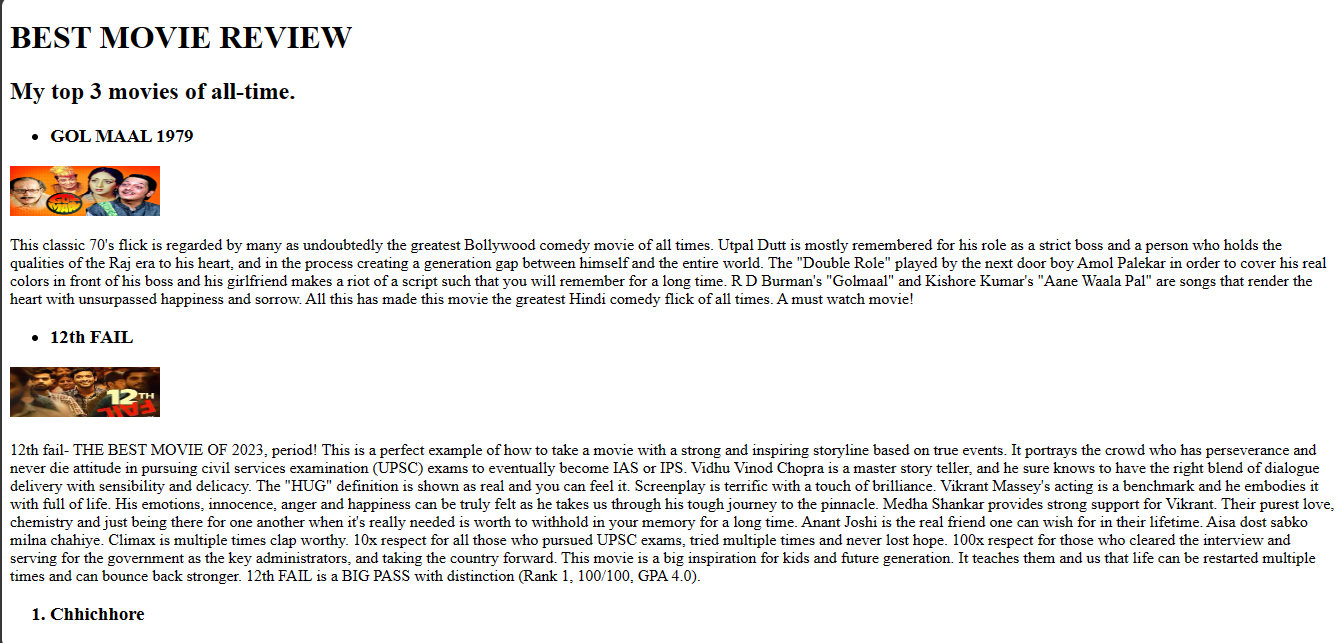 BEST MOVIE REVIEW
My top 3 movies of all-time.
• GOL MAAL 1979
GOL
MAAL
This classic 70's flick is regarded by many as undoubtedly the greatest Bollywood comedy movie of all times. Utpal Dutt is mostly remembered for his role as a strict boss and a person who holds the
qualities of the Raj era to his heart, and in the process creating a generation gap between himself and the entire world. The "Double Role" played by the next door boy Amol Palekar in order to cover his real
colors in front of his boss and his girlfriend makes a riot of a script such that you will remember for a long time. R D Burman's "Golmaal" and Kishore Kumar's "Aane Waala Pal" are songs that render the
heart with unsurpassed happiness and sorrow. All this has made this movie the greatest Hindi comedy flick of all times. A must watch movie!
• 12th FAIL
12TH
FAIL
12th fail- THE BEST MOVIE OF 2023, period! This is a perfect example of how to take a movie with a strong and inspiring storyline based on true events. It portrays the crowd who has perseverance and
never die attitude in pursuing civil services examination (UPSC) exams to eventually become IAS or IPS. Vidhu Vinod Chopra is a master story teller, and he sure knows to have the right blend of dialogue
delivery with sensibility and delicacy. The "HUG" definition is shown as real and you can feel it. Screenplay is terrific with a touch of brilliance. Vikrant Massey's acting is a benchmark and he embodies it
with full of life. His emotions, innocence, anger and happiness can be truly felt as he takes us through his tough journey to the pinnacle. Medha Shankar provides strong support for Vikrant. Their purest love,
chemistry and just being there for one another when it's really needed is worth to withhold in your memory for a long time. Anant Joshi is the real friend one can wish for in their lifetime. Aisa dost sabko
milna chahiye. Climax is multiple times clap worthy. 10x respect for all those who pursued UPSC exams, tried multiple times and never lost hope. 100x respect for those who cleared the interview and
serving for the government as the key administrators, and taking the country forward. This movie is a big inspiration for kids and future generation. It teaches them and us that life can be restarted multiple
times and can bounce back stronger. 12th FAIL is a BIG PASS with distinction (Rank 1, 100/100, GPA 4.0).
1. Chhichhore